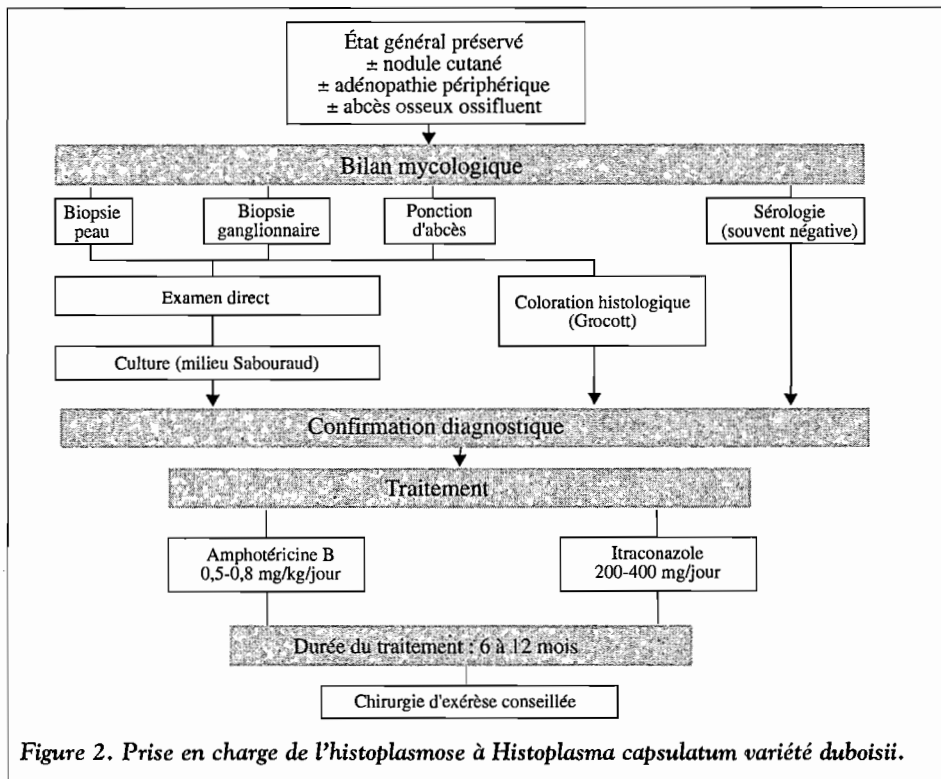 État général préservé
± nodule cutané
± adénopathie périphérique
± abcès osseux ossifluent
Bilan mycologique
Biopsie
peau
Biopsie
ganglionnaire
Ponction
d'abcès
Sérologie
(souvent négative)
Examen direct
Coloration histologique
(Grocott)
Culture (milieu Sabouraud)
Confirmation diagnostique
Traitement
Amphotéricine B
0,5-0,8 mg/kg/jour
Itraconazole
200-400 mg/jour
Durée du traitement : 6 à 12 mois
Chirurgie d'exérèse conseillée
Figure 2. Prise en charge de l'histoplasmose à Histoplasma capsulatum variété duboisii.